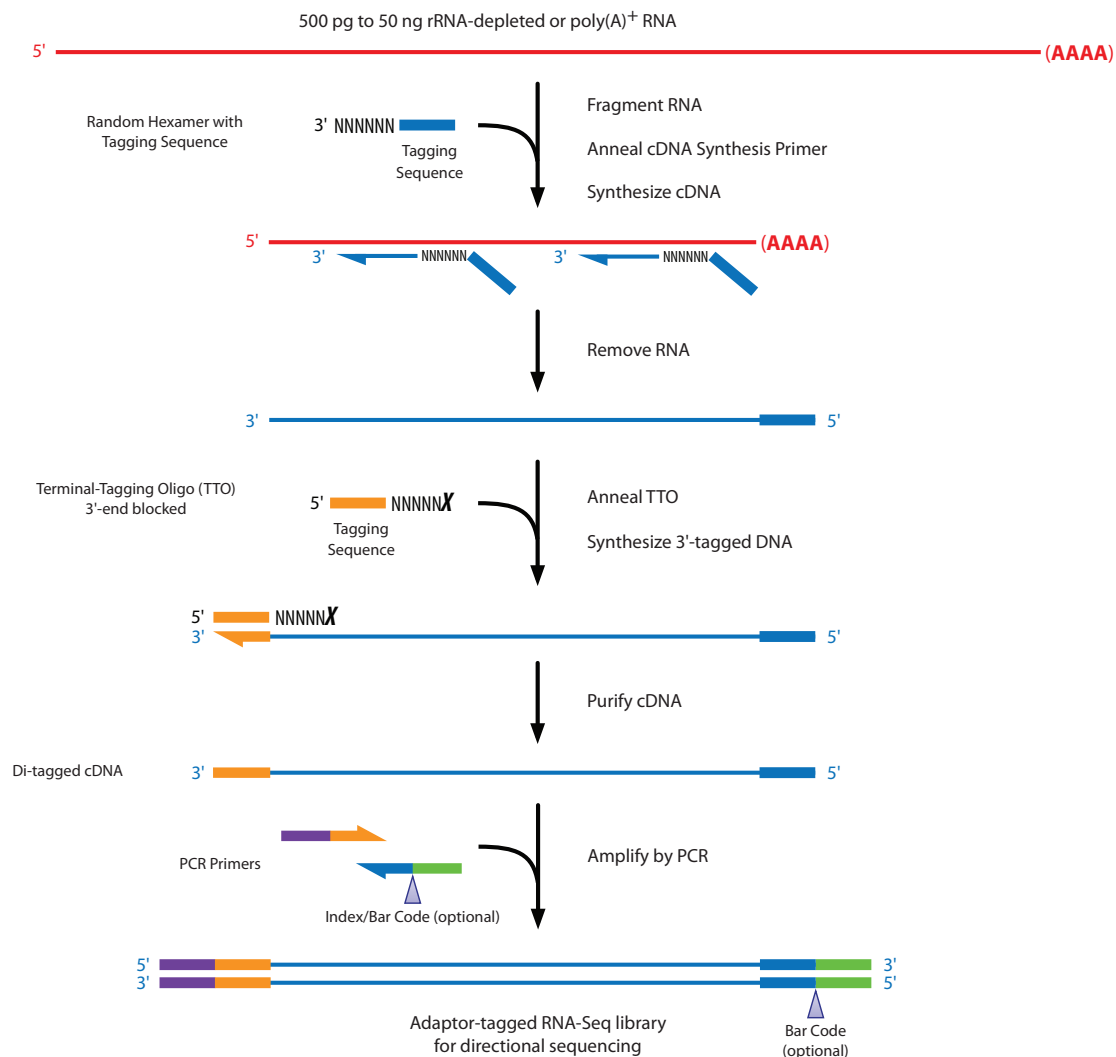 500 pg to 50 ng rRNA-depleted or poly(A)+ RNA
5' (AAAA)
Random Hexamer with
Tagging Sequence
3' NNNNNN
Tagging
Sequence
Fragment RNA
Anneal cDNA Synthesis Primer
Synthesize cDNA
5' (AAAA)
3' NNNNNN 3' NNNNNN
Remove RNA
3' 5'
Terminal-Tagging Oligo (TTO)
3'-end blocked
5' NNNNNX
Tagging
Sequence
Anneal TTO
Synthesize 3'-tagged DNA
5' NNNNNX
3' 5'
Purify cDNA
Di-tagged cDNA
3' 5'
PCR Primers
Amplify by PCR
Index/Bar Code (optional)
5' 3'
3' 5'
Adaptor-tagged RNA-Seq library
for directional sequencing
Bar Code
(optional)